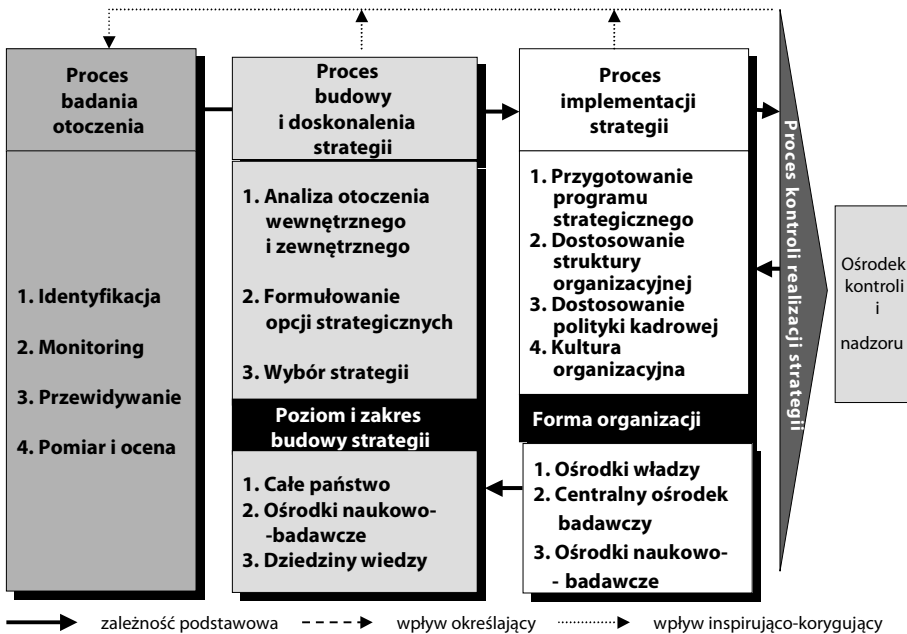 Proces
badania
otoczenia
1. Identyfikacja
2. Monitoring
3. Przewidywanie
4. Pomiar i ocena
Proces
budowy
i doskonalenia
strategii
1. Analiza otoczenia
wewnętrznego
i zewnętrznego
2. Formułowanie
opcji strategicznych
3. Wybór strategii
Poziom i zakres
budowy strategii
1. Całe państwo
2. Ośrodki naukowo-
-badawcze
3. Dziedziny wiedzy
Proces
implementacji
strategii
1. Przygotowanie
programu
strategicznego
2. Dostosowanie
struktury
organizacyjnej
3. Dostosowanie
polityki kadrowej
4. Kultura
organizacyjna
Forma organizacji
1. Ośrodki władzy
2. Centralny ośrodek
badawczy
3. Ośrodki naukowo-
- badawcze
Proces kontroli realizacji strategii
Ośrodek
kontroli
i
nadzoru
zależność podstawowa
wpływ określający
wpływ inspirująco-korygujący